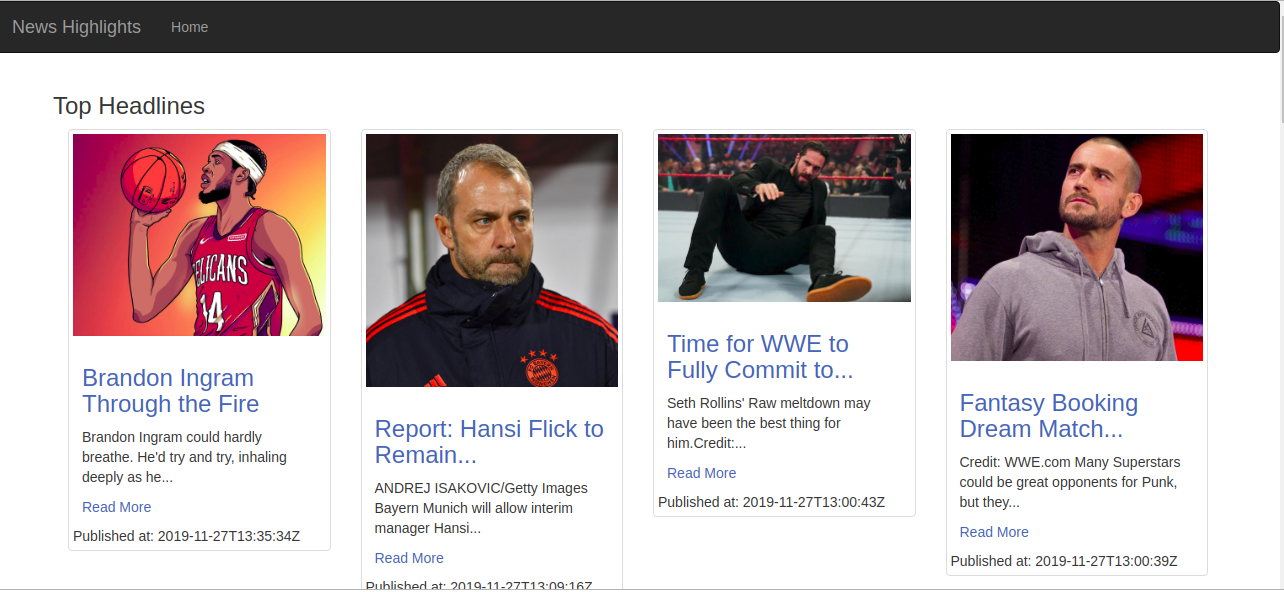 News Highlights
Home
Top Headlines
ELICANS
14
Brandon Ingram
Through the Fire
Brandon Ingram could hardly
breathe. He'd try and try, inhaling
deeply as he...
Read More
Published at: 2019-11-27T13:35:34Z
Report: Hansi Flick to
Remain...
ANDREJ ISAKOVIC/Getty Images
Bayern Munich will allow interim
manager Hansi...
Read More
Published at: 2019-11-27T13:09:16Z
Time for WWE to
Fully Commit to...
Seth Rollins' Raw meltdown may
have been the best thing for
him.Credit:...
Read More
Published at: 2019-11-27T13:00:43Z
Fantasy Booking
Dream Match...
Credit: WWE.com Many Superstars
could be great opponents for Punk,
but they...
Read More
Published at: 2019-11-27T13:00:39Z